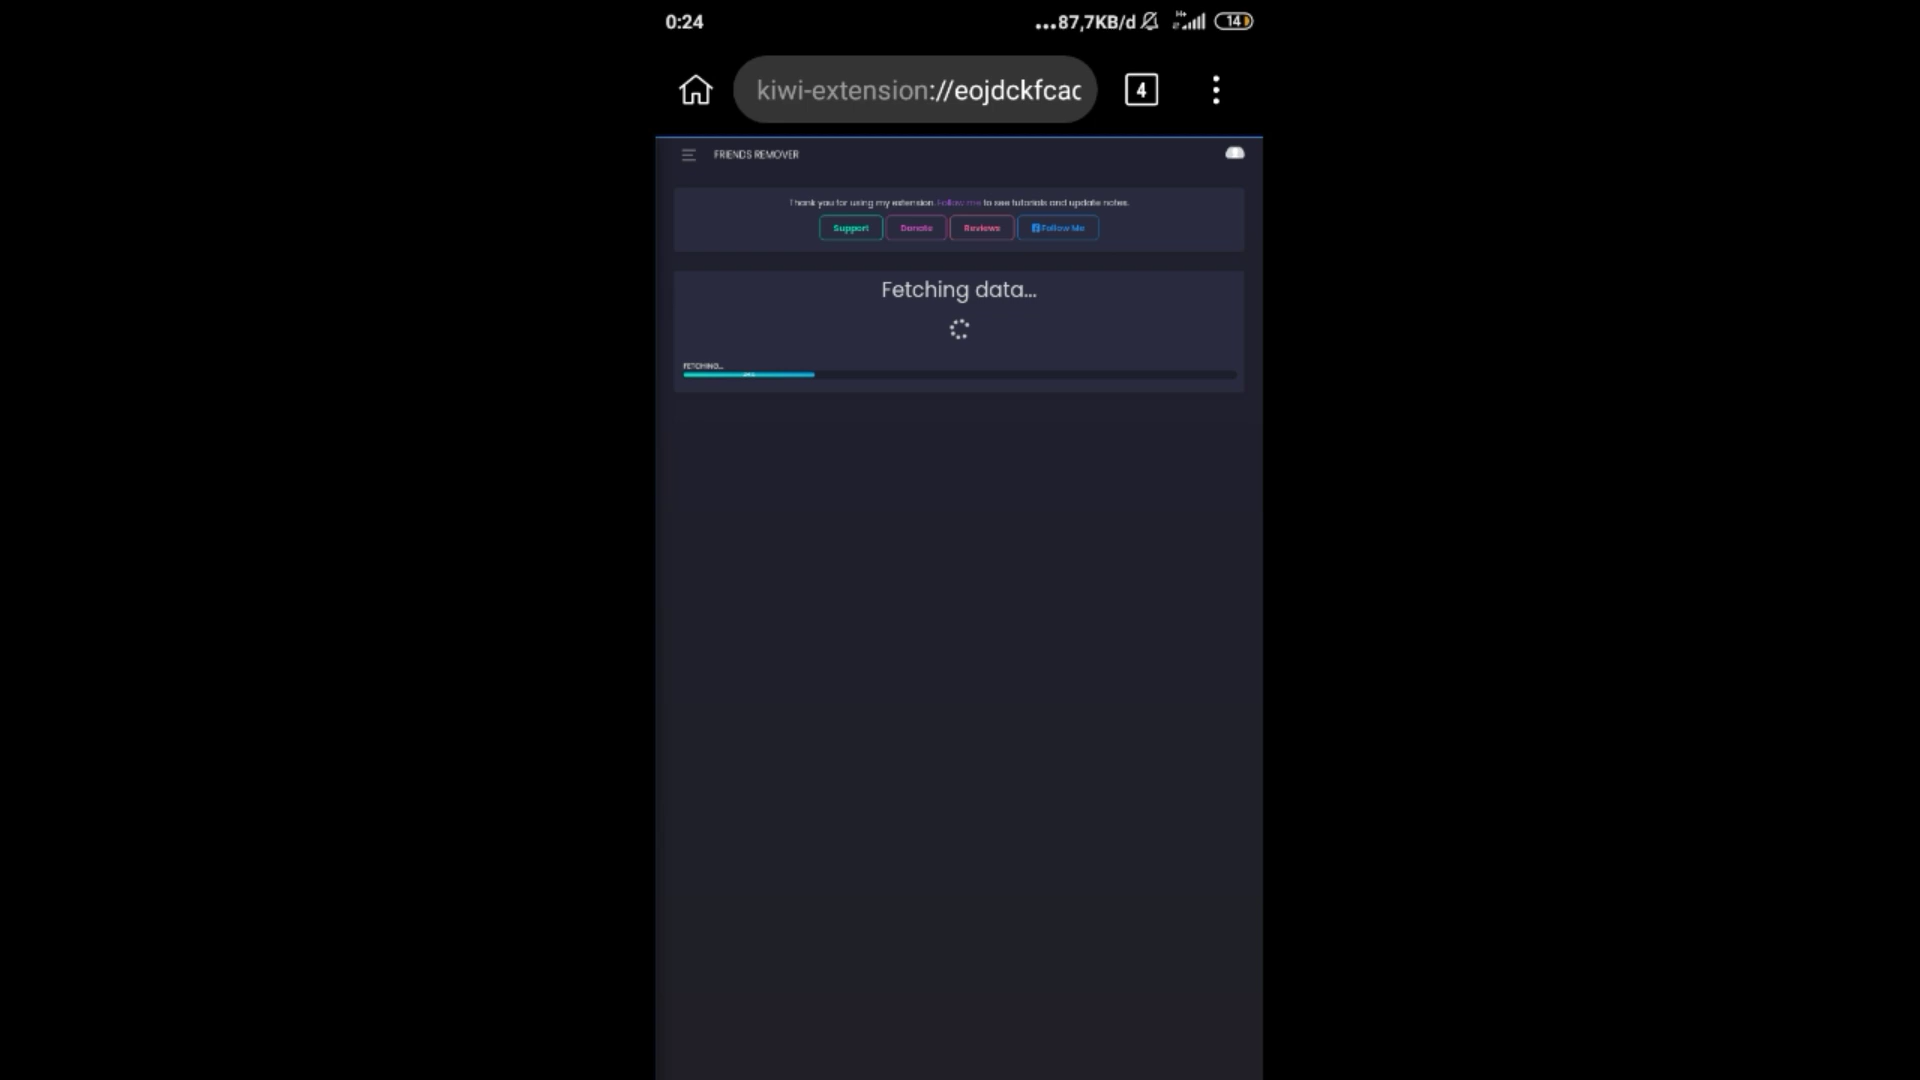 0:24
...87,7KB/d
14
kiwi-extension://eojdckfcac
4
FRIENDS REMOVER
Thank you for using my extension. Follow me to see tutorials and update notes.
Support Donate Reviews Follow Me
Fetching data...
FETCHING...